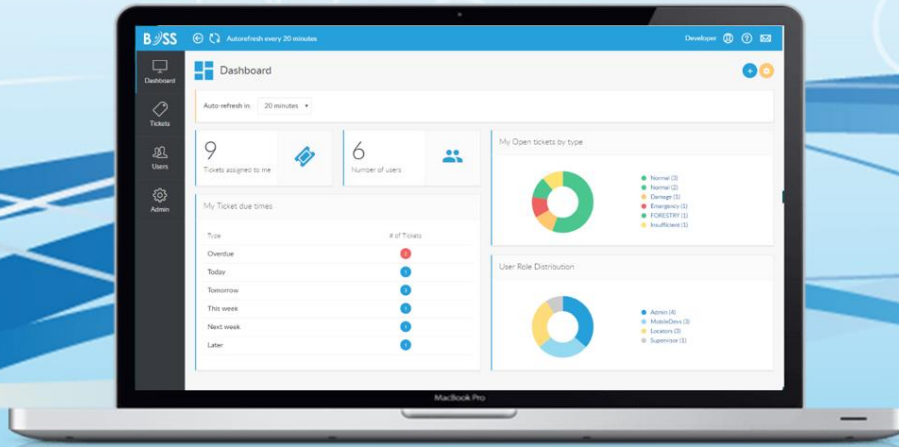 BOSS
Autorefresh every 20 minutes
Developer
Dashboard
Tickets
Users
Admin
Dashboard
Auto-refresh in: 20 minutes
9
Tickets assigned to me
6
Number of users
My Ticket due times
Type # of Tickets
Overdue
Today
Tomorrow
This week
Next week
Later
My Open tickets by type
Normal (3)
Normal (2)
Damage (1)
Emergency (1)
FORESTRY (1)
Insufficient (1)
User Role Distribution
Admin (4)
MobileDevs (3)
Locators (3)
Supervisor (1)
MacBook Pro